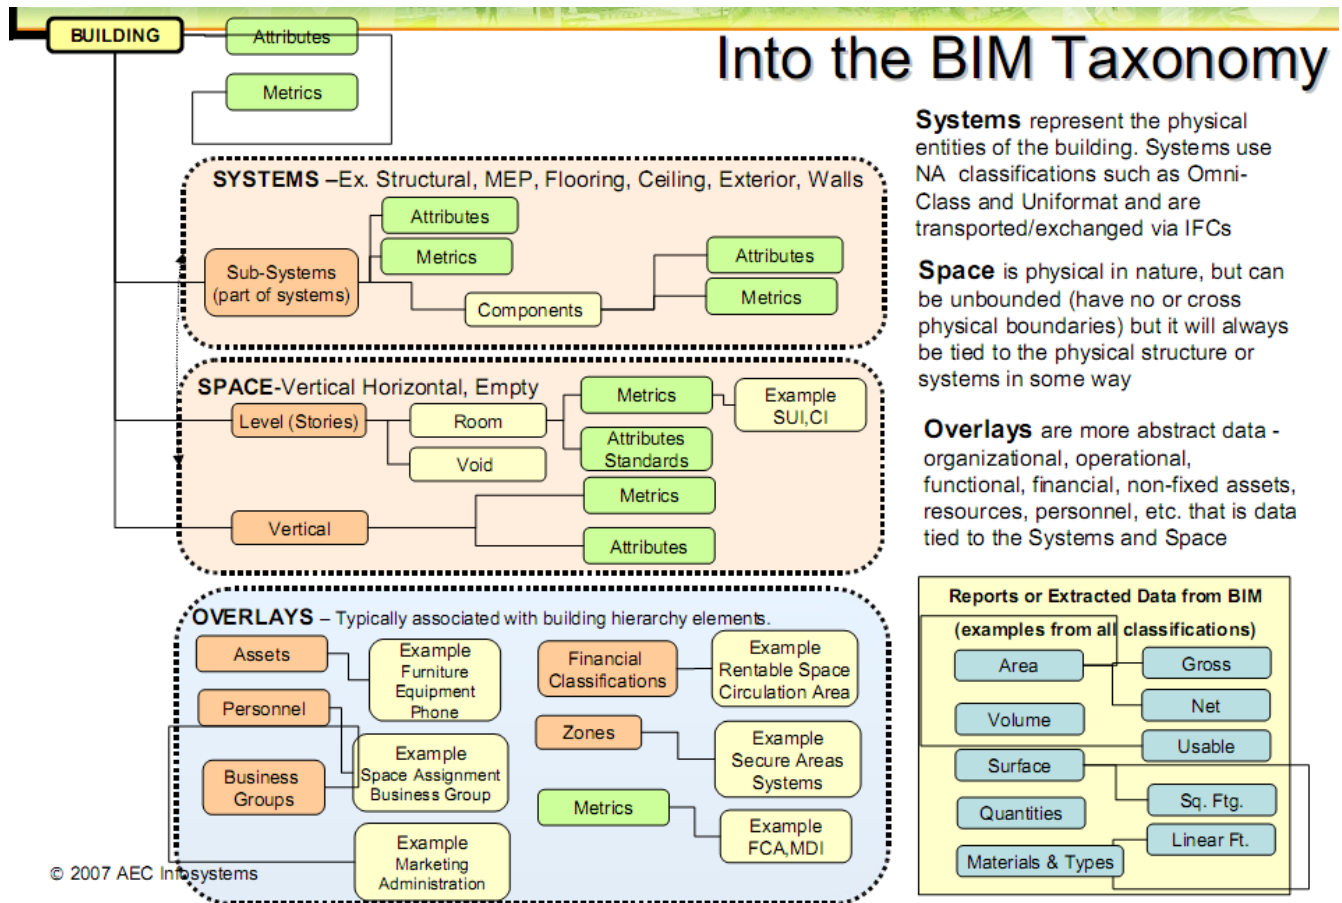 BUILDING
Attributes
Metrics
Into the BIM Taxonomy
SYSTEMS –Ex. Structural, MEP, Flooring, Ceiling, Exterior, Walls
Attributes
Metrics
Sub-Systems
(part of systems)
Components
Attributes
Metrics
SPACE-Vertical Horizontal, Empty
Level (Stories)
Room
Void
Metrics
Attributes
Standards
Example
SUI,CI
Vertical
Metrics
Attributes
OVERLAYS – Typically associated with building hierarchy elements.
Assets
Example
Furniture
Equipment
Phone
Personnel
Business
Groups
Example
Space Assignment
Business Group
Example
Marketing
Administration
Financial
Classifications
Example
Rentable Space
Circulation Area
Zones
Example
Secure Areas
Systems
Metrics
Example
FCA,MDI
© 2007 AEC Infosystems
Systems represent the physical
entities of the building. Systems use
NA classifications such as Omni-
Class and Uniformat and are
transported/exchanged via IFCs
Space is physical in nature, but can
be unbounded (have no or cross
physical boundaries) but it will always
be tied to the physical structure or
systems in some way
Overlays are more abstract data -
organizational, operational,
functional, financial, non-fixed assets,
resources, personnel, etc. that is data
tied to the Systems and Space
Reports or Extracted Data from BIM
(examples from all classifications)
Area
Gross
Net
Volume
Usable
Surface
Sq. Ftg.
Quantities
Linear Ft.
Materials & Types